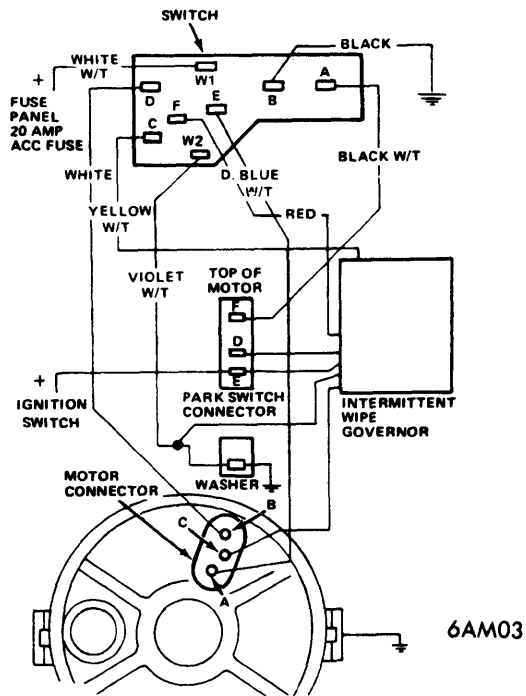 SWITCH
BLACK
WHITE
W/T
+
W1
A
B
D
E
F
FUSE
PANEL
20 AMP
ACC FUSE
C
W2
BLACK W/T
WHITE
D. BLUE
W/T
YELLOW
W/T
RED
VIOLET
W/T
TOP OF
MOTOR
F
D
E
+
IGNITION
SWITCH
PARK SWITCH
CONNECTOR
INTERMITTENT
WIPE
GOVERNOR
WASHER
MOTOR
CONNECTOR
B
C
A
6AM03